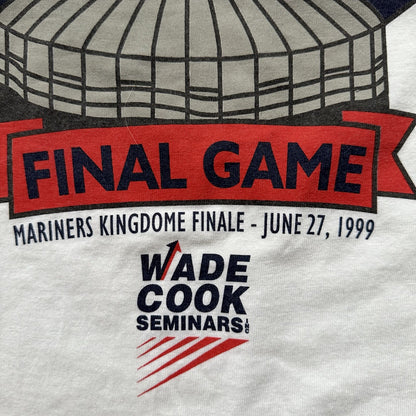 FINAL GAME
MARINERS KINGDOME FINALE - JUNE 27, 1999
WADE
COOK
SEMINARS INC